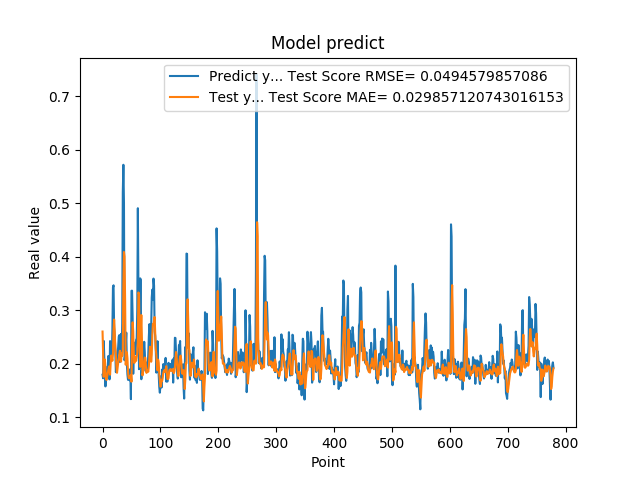 Model predict
Predict y... Test Score RMSE= 0.0494579857086
Test y... Test Score MAE= 0.029857120743016153
Real value
0.7
0.6
0.5
0.4
0.3
0.2
0.1
0 100 200 300 400 500 600 700 800
Point